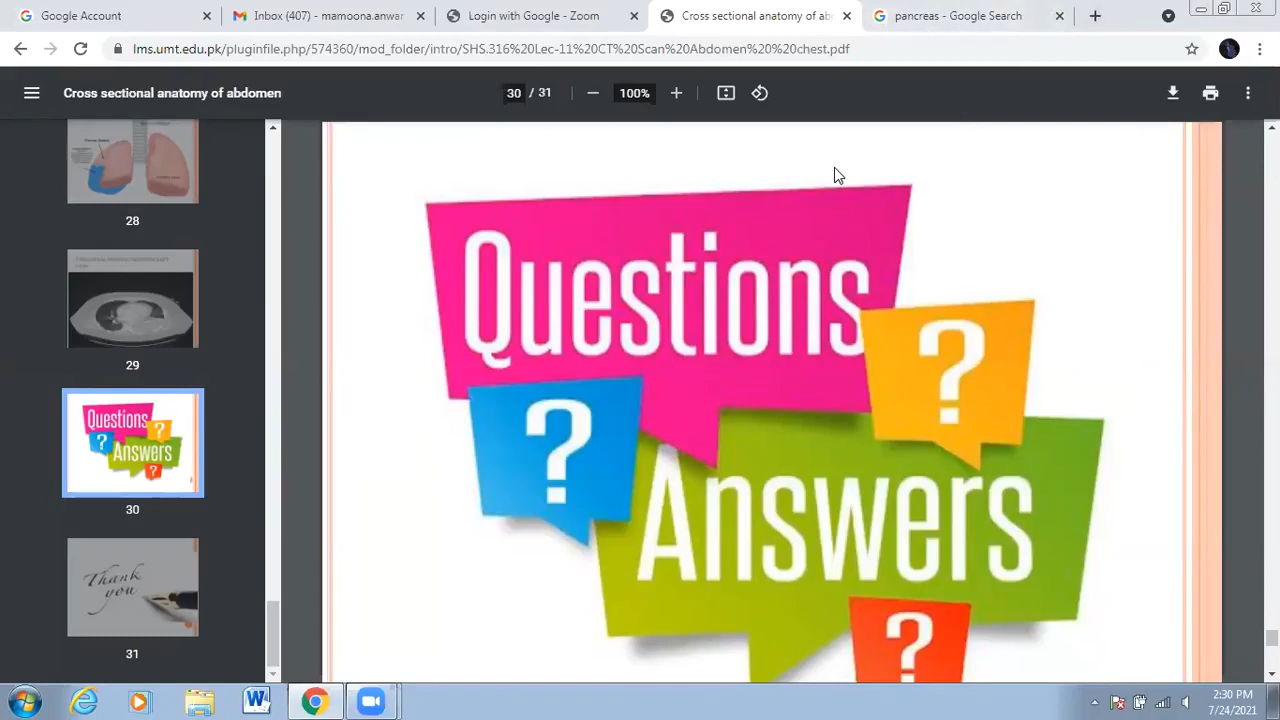 Google Account
Inbox (407) - mamoona.anwar
Login with Google - Zoom
Cross sectional anatomy of abd
pancreas - Google Search
lms.umt.edu.pk/pluginfile.php/574360/mod_folder/intro/SHS.316%20Lec-11%20CT%20Scan%20Abdomen%20%20chest.pdf
Cross sectional anatomy of abdomen
30 / 31
100%
28
29
Questions
?
?
Answers
?
30
Thank
you
31
Questions
?
?
Answers
?
2:30 PM
7/24/2021